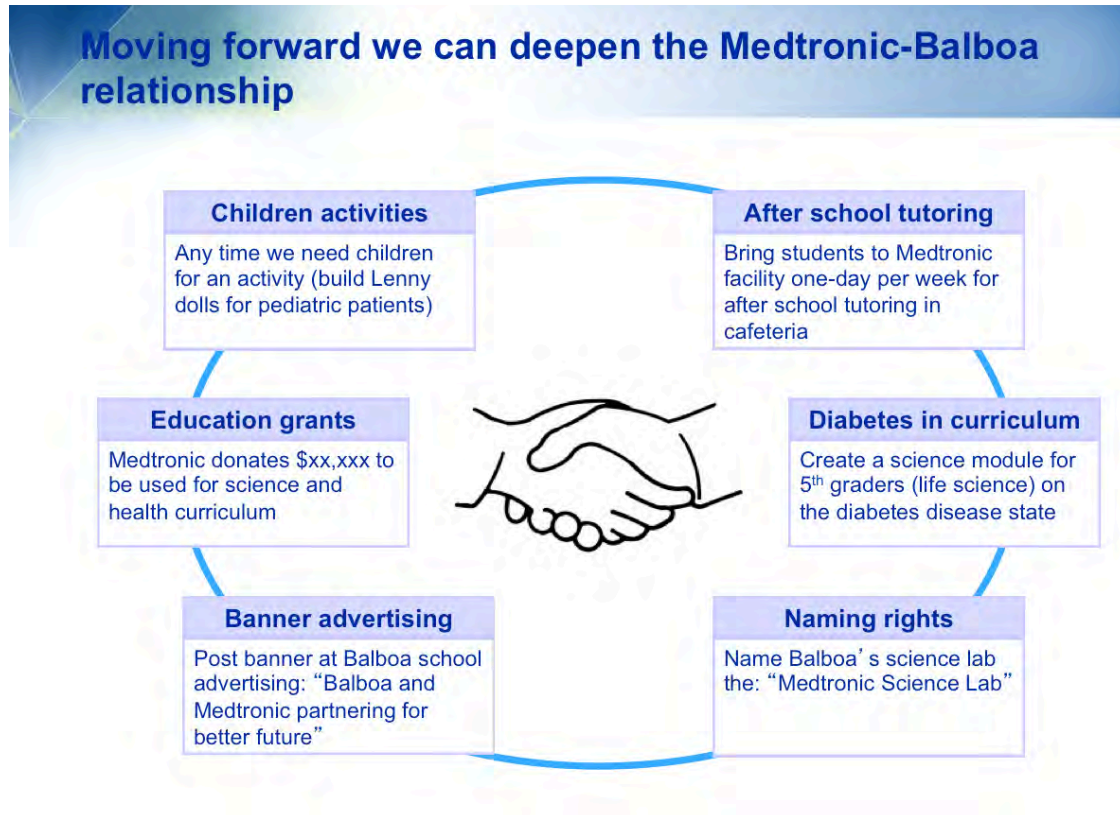 Moving forward we can deepen the Medtronic-Balboa
relationship
Children activities
Any time we need children
for an activity (build Lenny
dolls for pediatric patients)
After school tutoring
Bring students to Medtronic
facility one-day per week for
after school tutoring in
cafeteria
Education grants
Medtronic donates $xx,xxx to
be used for science and
health curriculum
Diabetes in curriculum
Create a science module for
5th graders (life science) on
the diabetes disease state
Banner advertising
Post banner at Balboa school
advertising: “Balboa and
Medtronic partnering for
better future”
Naming rights
Name Balboa’s science lab
the: “Medtronic Science Lab”